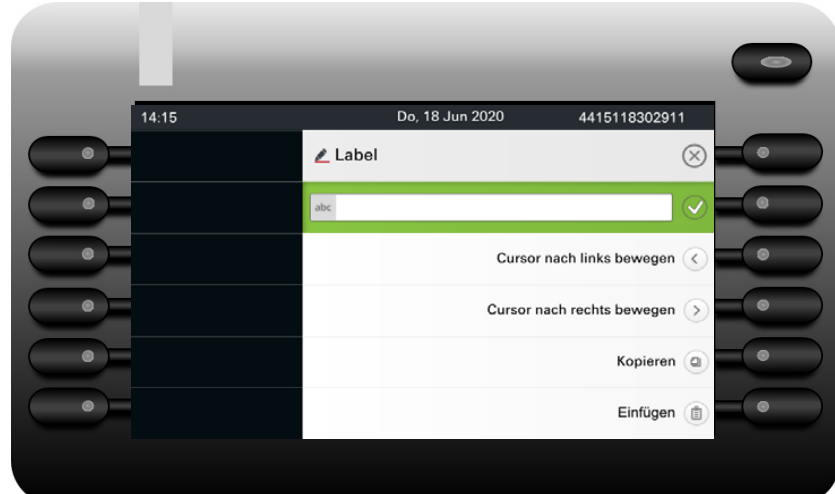 14:15 Do, 18 Jun 2020 4415118302911
Label
abc
Cursor nach links bewegen
Cursor nach rechts bewegen
Kopieren
Einfügen